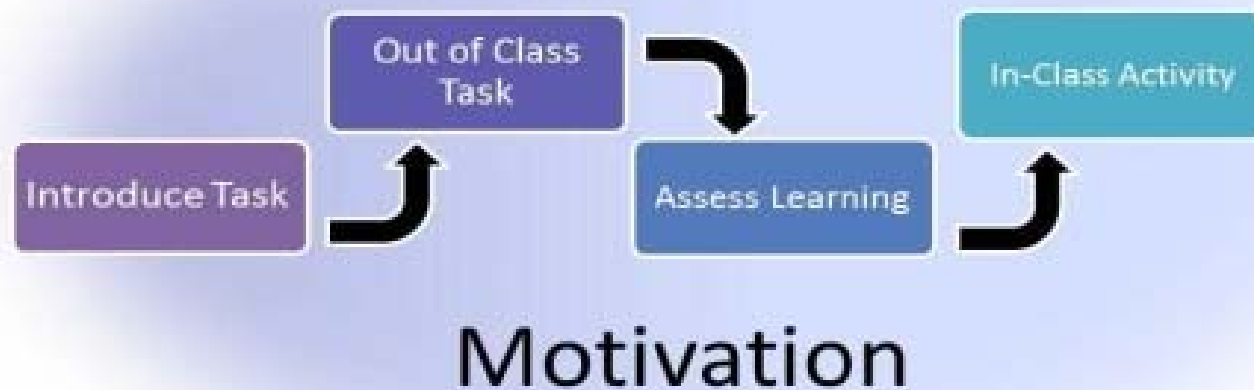 Introduce Task
Out of Class
Task
Assess Learning
In-Class Activity
Motivation